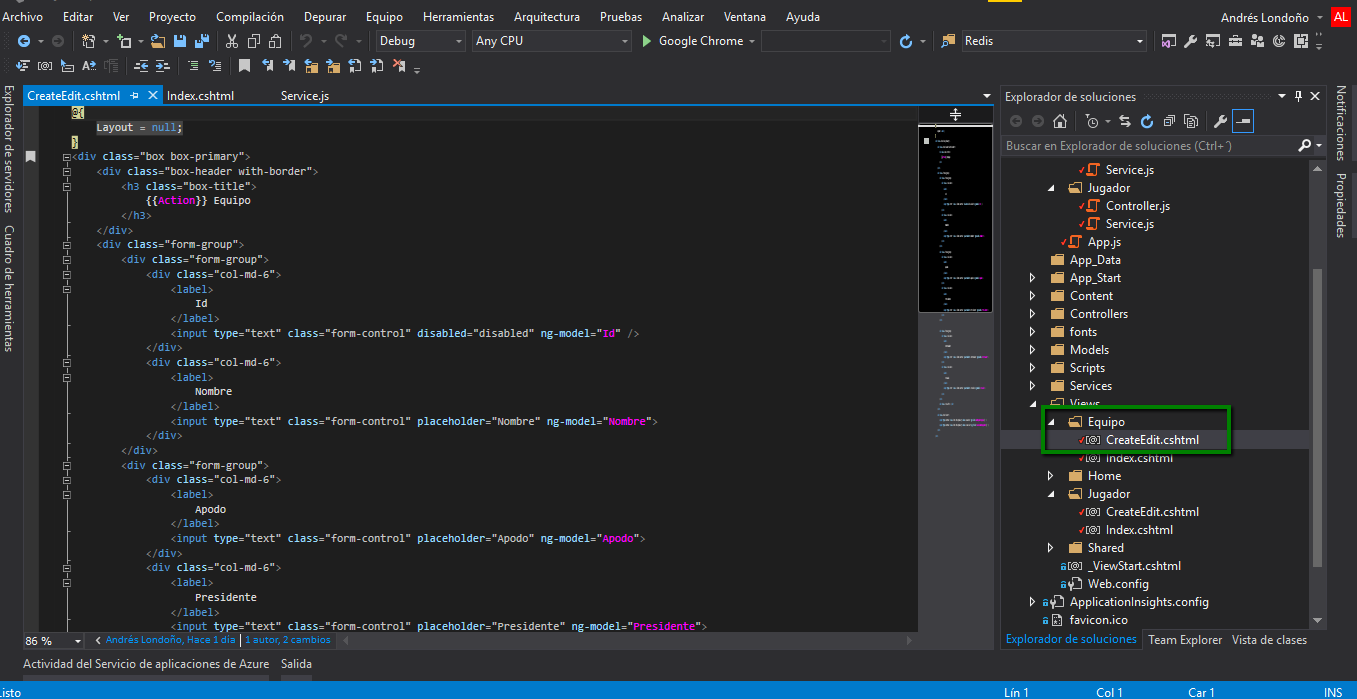 Archivo Editar Ver Proyecto Compilación Depurar Equipo Herramientas Arquitectura Pruebas Analizar Ventana Ayuda Andrés Londoño AL
Debug Any CPU Google Chrome Redis
CreateEdit.cshtml Index.cshtml Service.js
Explorador de servidores
Cuadro de herramientas
@{
Layout = null;
}
<div class="box box-primary">
<div class="box-header with-border">
<h3 class="box-title">
{{Action}} Equipo
</h3>
</div>
<div class="form-group">
<div class="form-group">
<div class="col-md-6">
<label>
Id
</label>
<input type="text" class="form-control" disabled="disabled" ng-model="Id" />
</div>
<div class="col-md-6">
<label>
Nombre
</label>
<input type="text" class="form-control" placeholder="Nombre" ng-model="Nombre">
</div>
</div>
<div class="form-group">
<div class="col-md-6">
<label>
Apodo
</label>
<input type="text" class="form-control" placeholder="Apodo" ng-model="Apodo">
</div>
<div class="col-md-6">
<label>
Presidente
</label>
<input type="text" class="form-control" placeholder="Presidente" ng-model="Presidente">
86 % Andrés Londoño, Hace 1 día 1 autor, 2 cambios
Explorador de soluciones
Buscar en Explorador de soluciones (Ctrl+´)
Service.js
Jugador
Controller.js
Service.js
App.js
App_Data
App_Start
Content
Controllers
fonts
Models
Scripts
Services
Views
Equipo
CreateEdit.cshtml
Index.cshtml
Home
Jugador
CreateEdit.cshtml
Index.cshtml
Shared
_ViewStart.cshtml
Web.config
ApplicationInsights.config
favicon.ico
Explorador de soluciones Team Explorer Vista de clases
Notificaciones
Propiedades
Actividad del Servicio de aplicaciones de Azure Salida
Listo Lín 1 Col 1 Car 1 INS